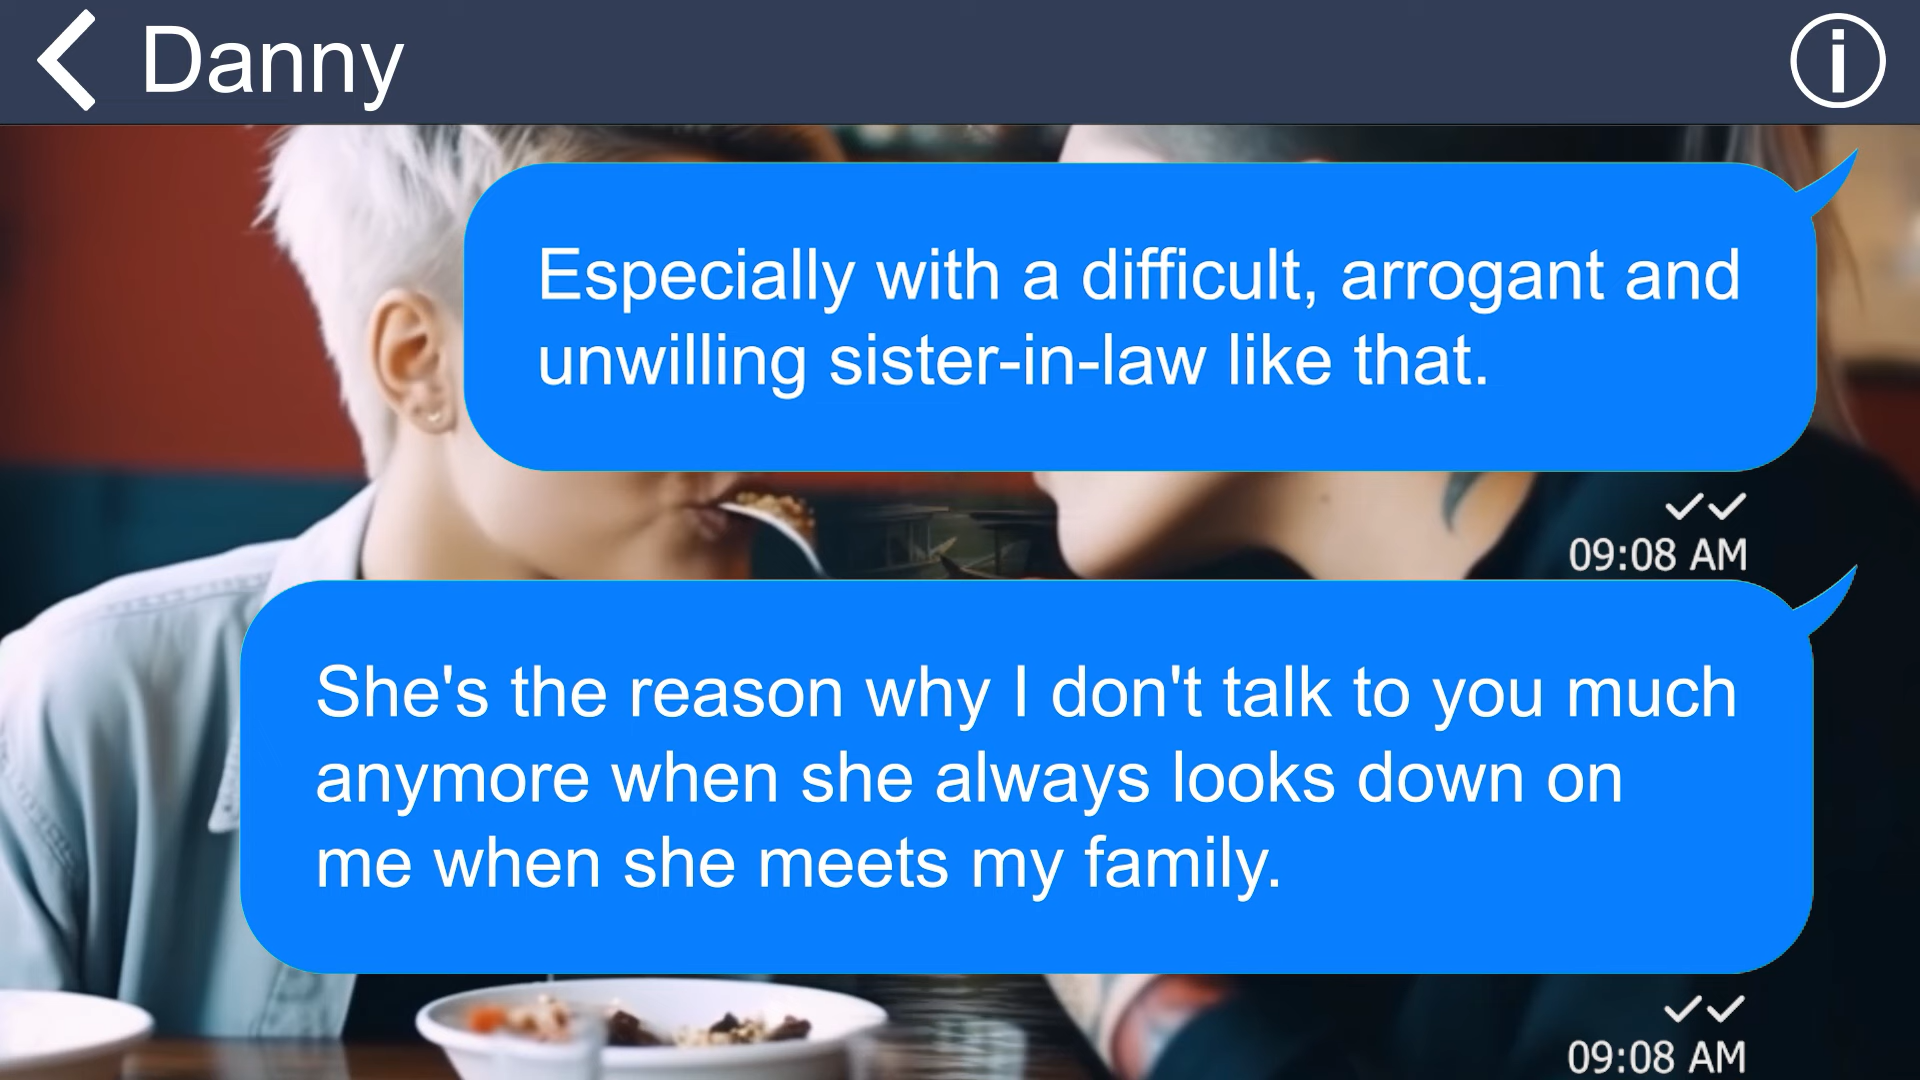 Danny
Especially with a difficult, arrogant and
unwilling sister-in-law like that.
09:08 AM
She's the reason why I don't talk to you much
anymore when she always looks down on
me when she meets my family.
09:08 AM